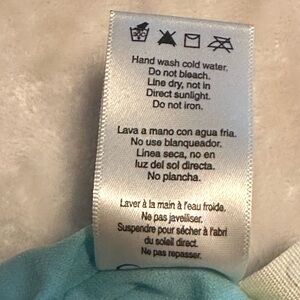 Hand wash cold water.
Do not bleach.
Line dry, not in
Direct sunlight.
Do not iron.
Lava a mano con agua fria.
No use blanqueador.
Linea seca, no en
luz del sol directa.
No plancha.
Laver à la main à l'eau froide.
Ne pas javelliser.
Suspendre pour sécher à l'abri
du soleil direct.
Ne pas repasser.